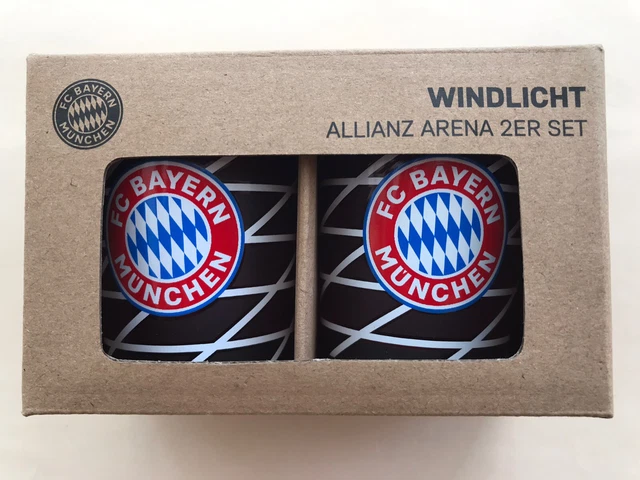 FC BAYERN
MÜNCHEN
WINDLICHT
ALLIANZ ARENA 2ER SET
FC BAYERN
MÜNCHEN
FC BAYERN
MÜNCHEN